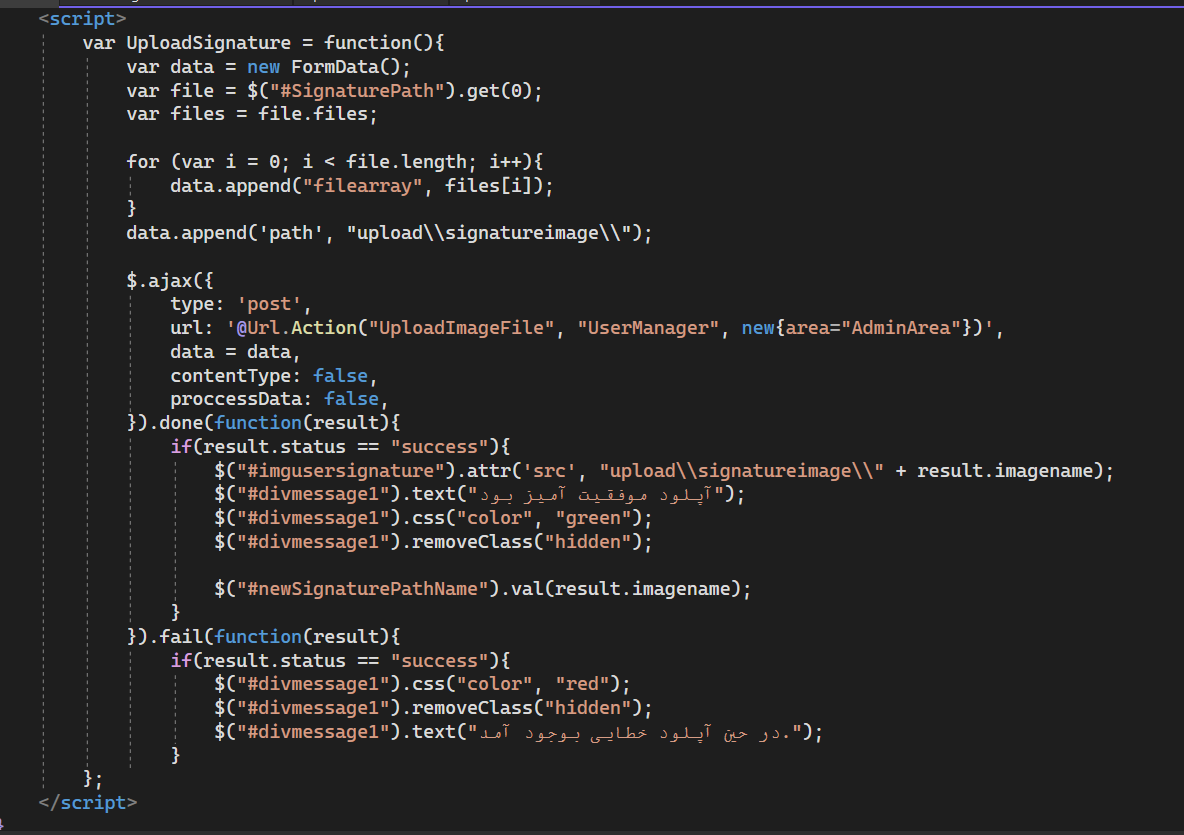 <script>
var UploadSignature = function(){
var data = new FormData();
var file = $("#SignaturePath").get(0);
var files = file.files;
for (var i = 0; i < file.length; i++){
data.append("filearray", files[i]);
}
data.append('path', "upload\\signatureimage\\");
$.ajax({
type: 'post',
url: '@Url.Action("UploadImageFile", "UserManager", new{area="AdminArea"})',
data = data,
contentType: false,
proccessData: false,
}).done(function(result){
if(result.status == "success"){
$("#imgusersignature").attr('src', "upload\\signatureimage\\" + result.imagename);
$("#divmessage1").text("آپلود موفقیت آمیز بود");
$("#divmessage1").css("color", "green");
$("#divmessage1").removeClass("hidden");
$("#newSignaturePathName").val(result.imagename);
}
}).fail(function(result){
if(result.status == "success"){
$("#divmessage1").css("color", "red");
$("#divmessage1").removeClass("hidden");
$("#divmessage1").text("در حین آپلود خطایی بوجود آمد.");
}
};
</script>